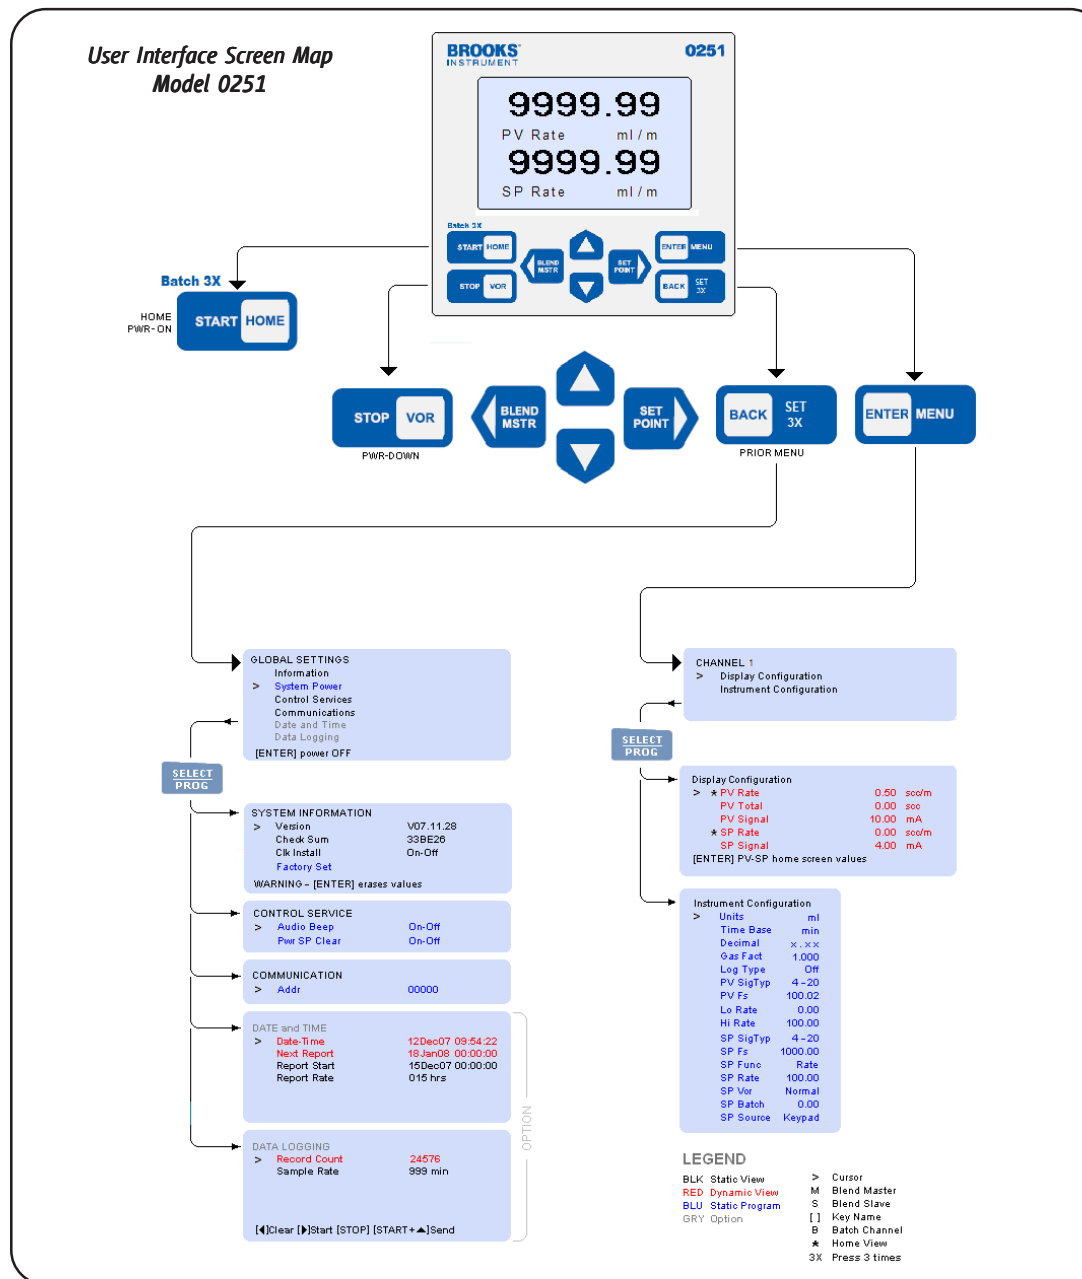 User Interface Screen Map
Model 0251
BROOKS
INSTRUMENT
0251
9999.99
PV Rate ml / m
9999.99
SP Rate ml / m
Batch 3X
START HOME
BLEND MSTR
SET POINT
ENTER MENU
STOP VOR
BACK SET 3X
Batch 3X
START HOME
HOME
PWR-ON
STOP VOR
PWR-DOWN
BLEND
MSTR
SET
POINT
BACK SET
3X
PRIOR MENU
ENTER MENU
GLOBAL SETTINGS
Information
> System Power
Control Services
Communications
Date and Time
Data Logging
[ENTER] power OFF
SELECT
PROG
SYSTEM INFORMATION
> Version V07.11.28
Check Sum 33BE26
Clk Install On-Off
Factory Set
WARNING – [ENTER] erases values
CONTROL SERVICE
> Audio Beep On-Off
Pwr SP Clear On-Off
COMMUNICATION
> Addr 00000
DATE and TIME
> Date-Time 12Dec07 09:54:22
Next Report 18Jan08 00:00:00
Report Start 15Dec07 00:00:00
Report Rate 015 hrs
DATA LOGGING
> Record Count 24576
Sample Rate 999 min
[◀]Clear [▶]Start [STOP] [START+▲]Send
OPTION
CHANNEL 1
> Display Configuration
Instrument Configuration
SELECT
PROG
Display Configuration
> ★ PV Rate 0.50 scc/m
PV Total 0.00 scc
PV Signal 10.00 mA
★ SP Rate 0.00 scc/m
SP Signal 4.00 mA
[ENTER] PV-SP home screen values
Instrument Configuration
> Units ml
Time Base min
Decimal x.xx
Gas Fact 1.000
Log Type Off
PV SigTyp 4-20
PV Fs 100.02
Lo Rate 0.00
Hi Rate 100.00
SP SigTyp 4-20
SP Fs 1000.00
SP Func Rate
SP Rate 100.00
SP Vor Normal
SP Batch 0.00
SP Source Keypad
LEGEND
BLK Static View
RED Dynamic View
BLU Static Program
GRY Option
> Cursor
M Blend Master
S Blend Slave
[ ] Key Name
B Batch Channel
★ Home View
3X Press 3 times